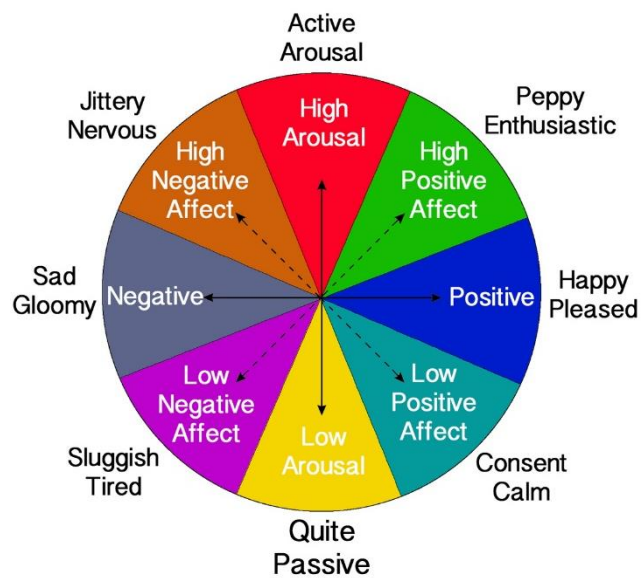 Active
Arousal
Jittery
Nervous
High
Arousal
Peppy
Enthusiastic
High
Negative
Affect
High
Positive
Affect
Sad
Gloomy
Negative
Positive
Happy
Pleased
Low
Negative
Affect
Low
Positive
Affect
Low
Arousal
Sluggish
Tired
Consent
Calm
Quite
Passive